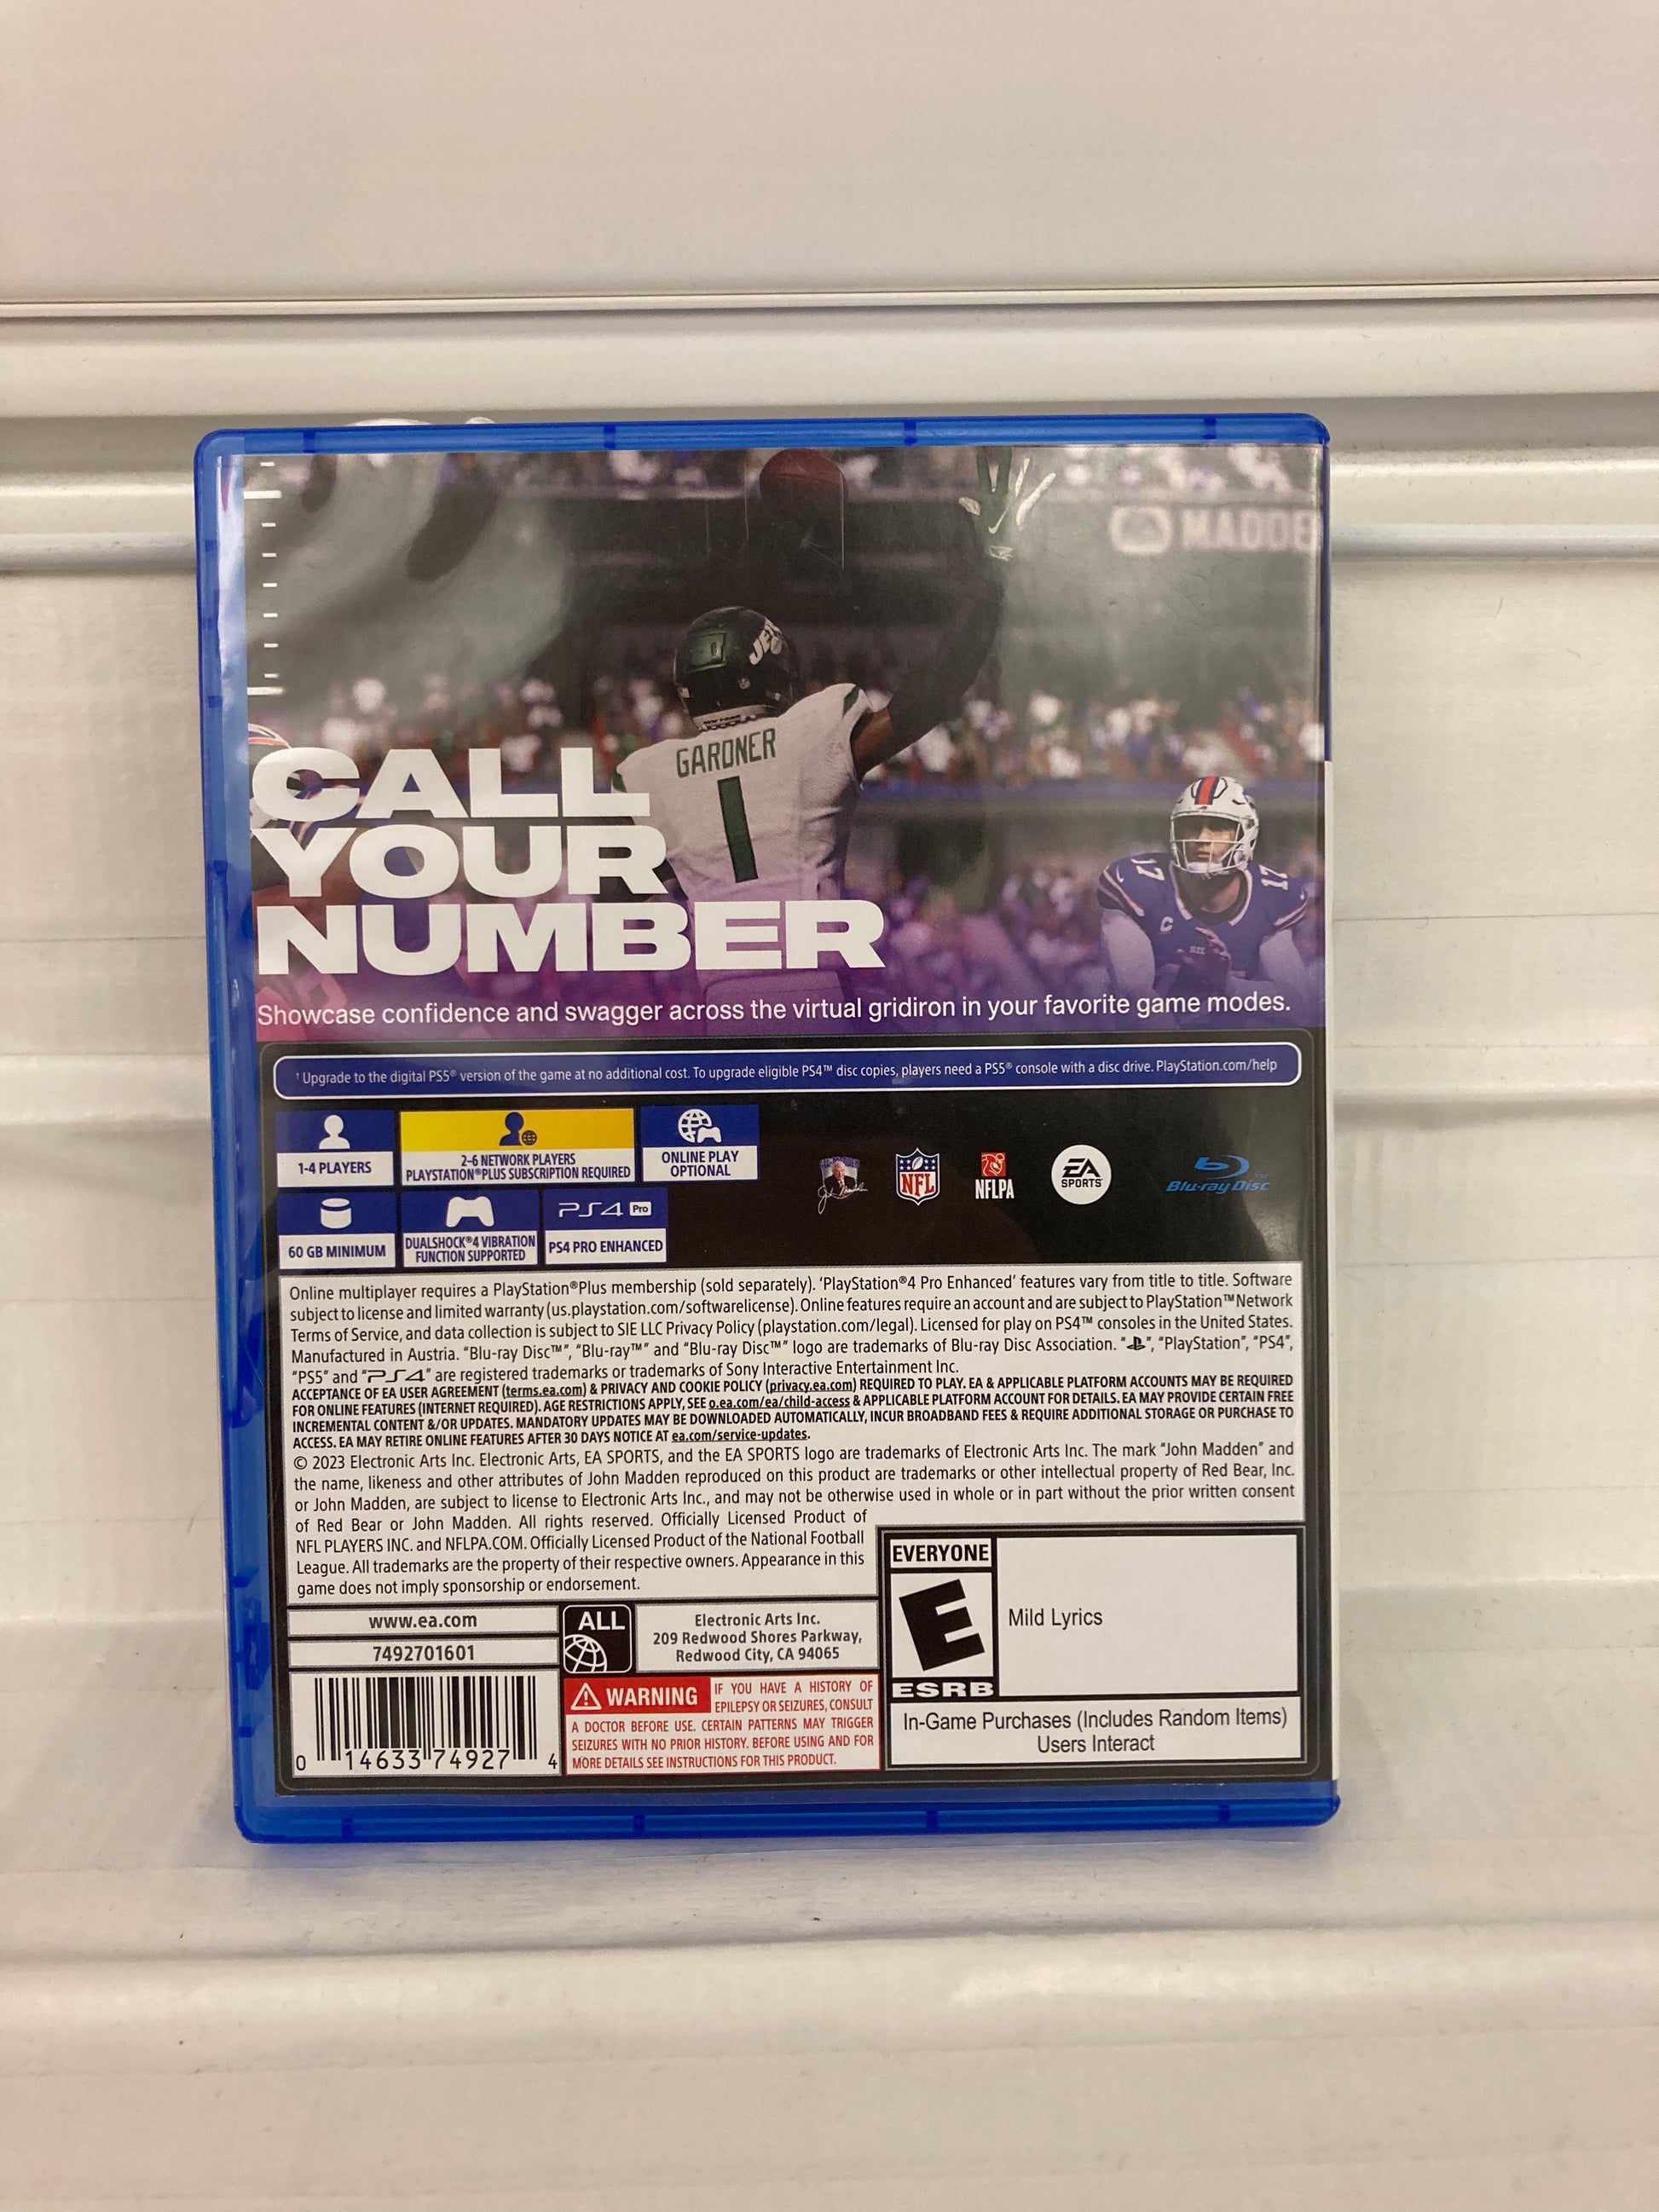 MADDE
JETS
NEW YORK
GARDNER
1
17 17
C
CALL
YOUR
NUMBER
Showcase confidence and swagger across the virtual gridiron in your favorite game modes.
† Upgrade to the digital PS5® version of the game at no additional cost. To upgrade eligible PS4™ disc copies, players need a PS5® console with a disc drive. PlayStation.com/help
1-4 PLAYERS
2-6 NETWORK PLAYERS
PLAYSTATION®PLUS SUBSCRIPTION REQUIRED
ONLINE PLAY
OPTIONAL
John Madden
NFL
NFLPA
EA
SPORTS™
Blu-ray Disc™
60 GB MINIMUM
DUALSHOCK®4 VIBRATION
FUNCTION SUPPORTED
PS4 Pro
PS4 PRO ENHANCED
Online multiplayer requires a PlayStation®Plus membership (sold separately). ‘PlayStation®4 Pro Enhanced’ features vary from title to title. Software
subject to license and limited warranty (us.playstation.com/softwarelicense). Online features require an account and are subject to PlayStation™Network
Terms of Service, and data collection is subject to SIE LLC Privacy Policy (playstation.com/legal). Licensed for play on PS4™ consoles in the United States.
Manufactured in Austria. “Blu-ray Disc™”, “Blu-ray™” and “Blu-ray Disc™” logo are trademarks of Blu-ray Disc Association. “ ”, “PlayStation”, “PS4”,
“PS5” and “PS4” are registered trademarks or trademarks of Sony Interactive Entertainment Inc.
ACCEPTANCE OF EA USER AGREEMENT (terms.ea.com) & PRIVACY AND COOKIE POLICY (privacy.ea.com) REQUIRED TO PLAY. EA & APPLICABLE PLATFORM ACCOUNTS MAY BE REQUIRED
FOR ONLINE FEATURES (INTERNET REQUIRED). AGE RESTRICTIONS APPLY, SEE o.ea.com/ea/child-access & APPLICABLE PLATFORM ACCOUNT FOR DETAILS. EA MAY PROVIDE CERTAIN FREE
INCREMENTAL CONTENT &/OR UPDATES. MANDATORY UPDATES MAY BE DOWNLOADED AUTOMATICALLY, INCUR BROADBAND FEES & REQUIRE ADDITIONAL STORAGE OR PURCHASE TO
ACCESS. EA MAY RETIRE ONLINE FEATURES AFTER 30 DAYS NOTICE AT ea.com/service-updates.
© 2023 Electronic Arts Inc. Electronic Arts, EA SPORTS, and the EA SPORTS logo are trademarks of Electronic Arts Inc. The mark “John Madden” and
the name, likeness and other attributes of John Madden reproduced on this product are trademarks or other intellectual property of Red Bear, Inc.
or John Madden, are subject to license to Electronic Arts Inc., and may not be otherwise used in whole or in part without the prior written consent
of Red Bear or John Madden. All rights reserved. Officially Licensed Product of
NFL PLAYERS INC. and NFLPA.COM. Officially Licensed Product of the National Football
League. All trademarks are the property of their respective owners. Appearance in this
game does not imply sponsorship or endorsement.
www.ea.com
7492701601
ALL
Electronic Arts Inc.
209 Redwood Shores Parkway,
Redwood City, CA 94065
0 14633 74927 4
WARNING IF YOU HAVE A HISTORY OF
EPILEPSY OR SEIZURES, CONSULT
A DOCTOR BEFORE USE. CERTAIN PATTERNS MAY TRIGGER
SEIZURES WITH NO PRIOR HISTORY. BEFORE USING AND FOR
MORE DETAILS SEE INSTRUCTIONS FOR THIS PRODUCT.
EVERYONE
E
ESRB
Mild Lyrics
In-Game Purchases (Includes Random Items)
Users Interact